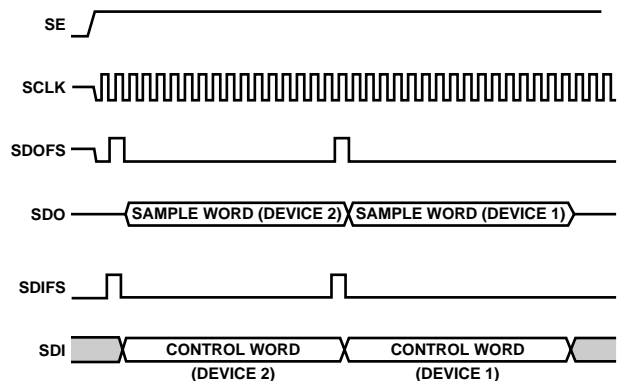 SE
SCLK
SDOFS
SDO
SAMPLE WORD (DEVICE 2) SAMPLE WORD (DEVICE 1)
SDIFS
SDI
CONTROL WORD CONTROL WORD
(DEVICE 2) (DEVICE 1)